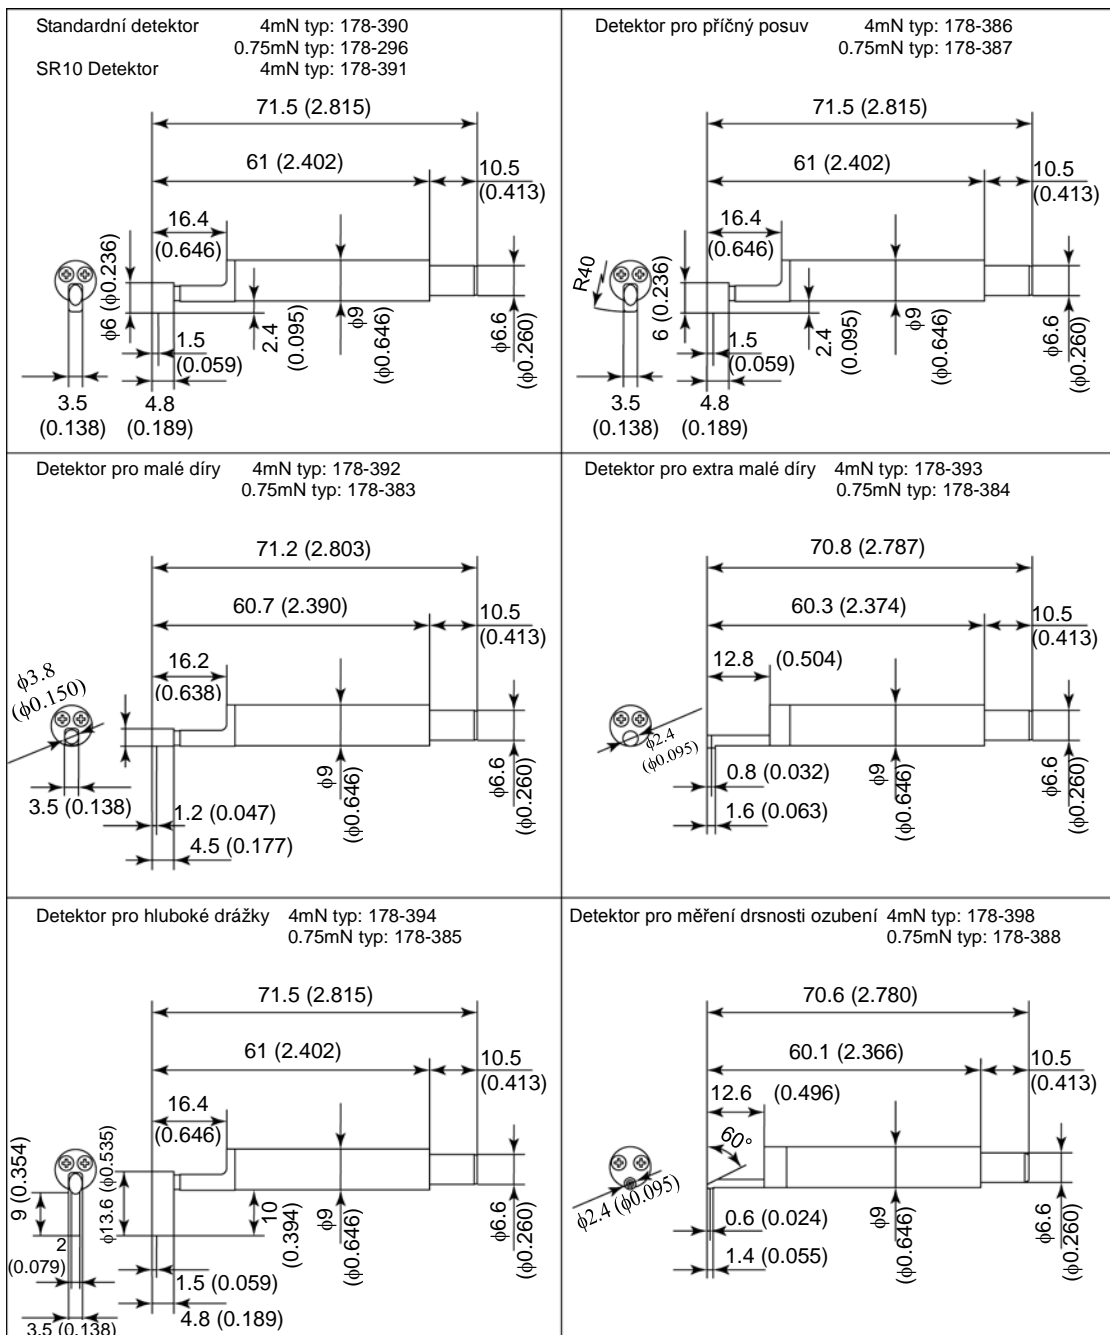 Standardní detektor 4mN typ: 178-390
0.75mN typ: 178-296
SR10 Detektor 4mN typ: 178-391
71.5 (2.815)
61 (2.402)
10.5
(0.413)
16.4
(0.646)
ϕ6 (ϕ0.236)
1.5
(0.059)
2.4
(0.095)
ϕ9
(ϕ0.646)
ϕ6.6
(ϕ0.260)
3.5
(0.138)
4.8
(0.189)
Detektor pro příčný posuv 4mN typ: 178-386
0.75mN typ: 178-387
71.5 (2.815)
61 (2.402)
10.5
(0.413)
16.4
(0.646)
R40
6 (0.236)
1.5
(0.059)
2.4
(0.095)
ϕ9
(ϕ0.646)
ϕ6.6
(ϕ0.260)
3.5
(0.138)
4.8
(0.189)
Detektor pro malé díry 4mN typ: 178-392
0.75mN typ: 178-383
71.2 (2.803)
60.7 (2.390)
10.5
(0.413)
16.2
(0.638)
ϕ3.8
(ϕ0.150)
3.5 (0.138)
1.2 (0.047)
4.5 (0.177)
ϕ9
(ϕ0.646)
ϕ6.6
(ϕ0.260)
Detektor pro extra malé díry 4mN typ: 178-393
0.75mN typ: 178-384
70.8 (2.787)
60.3 (2.374)
10.5
(0.413)
12.8 (0.504)
ϕ2.4
(ϕ0.095)
0.8 (0.032)
1.6 (0.063)
ϕ9
(ϕ0.646)
ϕ6.6
(ϕ0.260)
Detektor pro hluboké drážky 4mN typ: 178-394
0.75mN typ: 178-385
71.5 (2.815)
61 (2.402)
10.5
(0.413)
16.4
(0.646)
9 (0.354)
ϕ13.6 (ϕ0.535)
10
(0.394)
ϕ9
(ϕ0.646)
ϕ6.6
(ϕ0.260)
2
(0.079)
1.5 (0.059)
4.8 (0.189)
3.5 (0.138)
Detektor pro měření drsnosti ozubení 4mN typ: 178-398
0.75mN typ: 178-388
70.6 (2.780)
60.1 (2.366)
10.5
(0.413)
12.6 (0.496)
60°
ϕ2.4 (ϕ0.095)
0.6 (0.024)
1.4 (0.055)
ϕ9
(ϕ0.646)
ϕ6.6
(ϕ0.260)